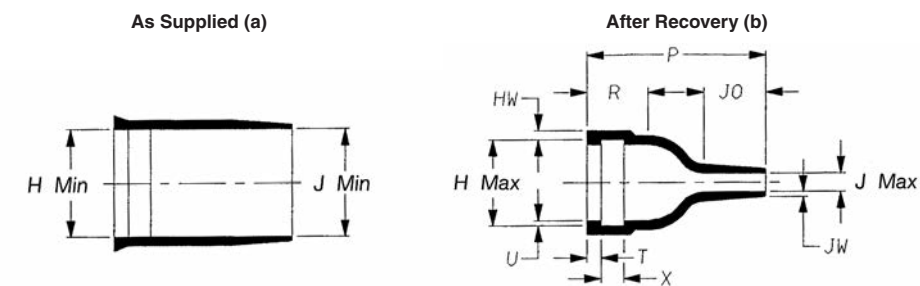 As Supplied (a)
After Recovery (b)
P
R
JO
HW
H Min
J Min
H Max
J Max
U
T
JW
X